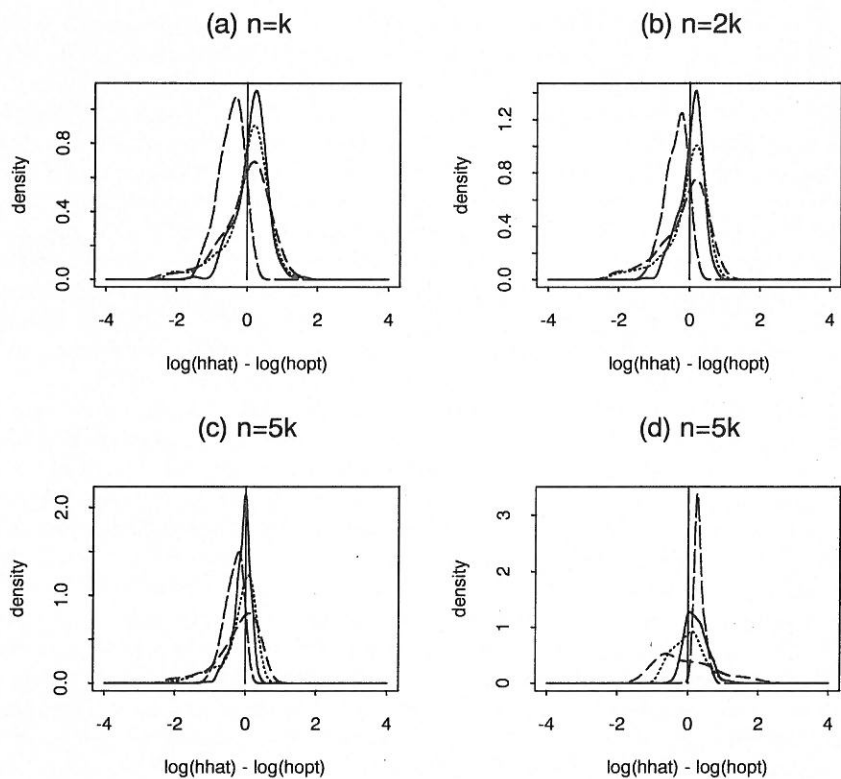 (a) n=k
density
0.0 0.4 0.8
-4 -2 0 2 4
log(hhat) - log(hopt)
(b) n=2k
density
0.0 0.4 0.8 1.2
-4 -2 0 2 4
log(hhat) - log(hopt)
(c) n=5k
density
0.0 1.0 2.0
-4 -2 0 2 4
log(hhat) - log(hopt)
(d) n=5k
density
0 1 2 3
-4 -2 0 2 4
log(hhat) - log(hopt)